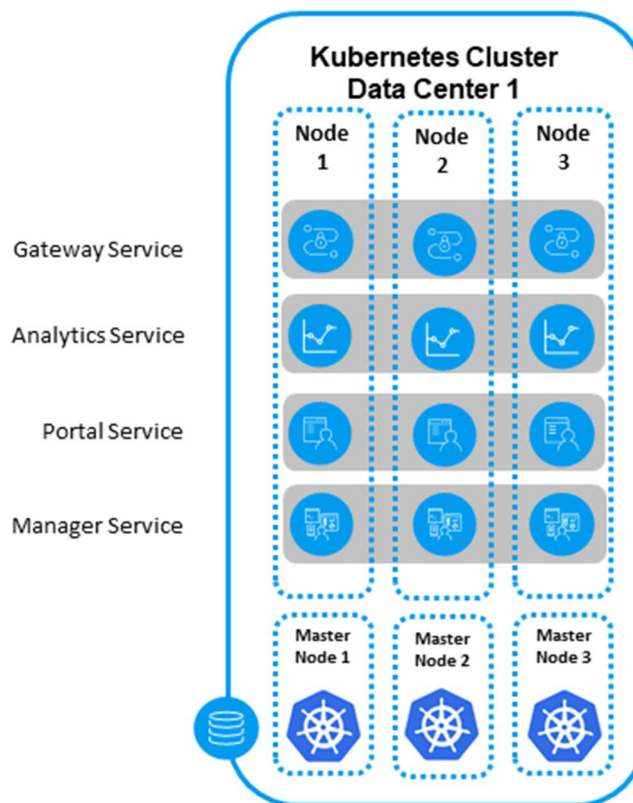 Kubernetes Cluster
Data Center 1
Node
1
Node
2
Node
3
Gateway Service
Analytics Service
Portal Service
Manager Service
Master
Node 1
Master
Node 2
Master
Node 3